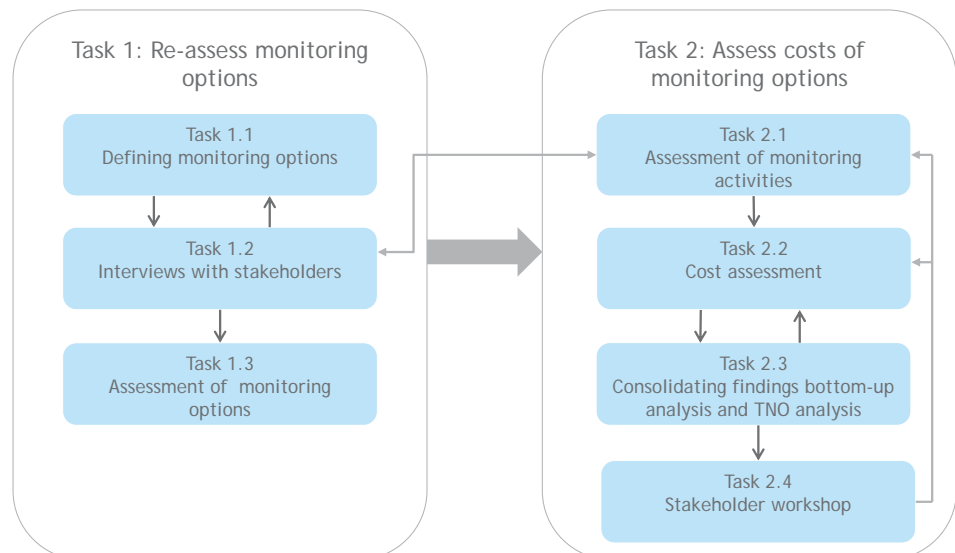 Task 1: Re-assess monitoring
options
Task 1.1
Defining monitoring options
Task 1.2
Interviews with stakeholders
Task 1.3
Assessment of monitoring
options
Task 2: Assess costs of
monitoring options
Task 2.1
Assessment of monitoring
activities
Task 2.2
Cost assessment
Task 2.3
Consolidating findings bottom-up
analysis and TNO analysis
Task 2.4
Stakeholder workshop